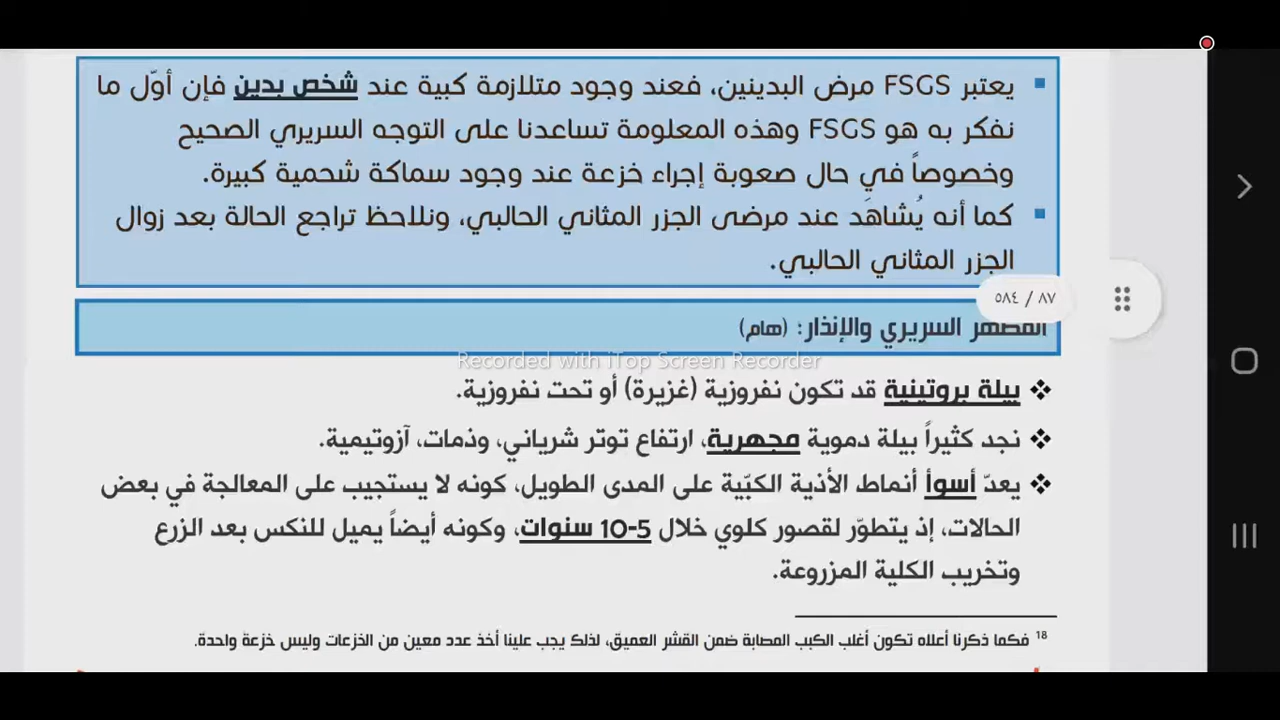 يعتبر FSGS مرض البدينين، فعند وجود متلازمة كبية عند شخص بدين فإن أوّل ما
نفكر به هو FSGS وهذه المعلومة تساعدنا على التوجه السريري الصحيح
وخصوصاً في حال صعوبة إجراء خزعة عند وجود سماكة شحمية كبيرة.
كما أنه يُشاهَد عند مرضى الجزر المثاني الحالبي، ونلاحظ تراجع الحالة بعد زوال
الجزر المثاني الحالبي.
٨٧ / ٥٨٤
المظهر السريري والإنذار: (هام)
Recorded with iTop Screen Recorder
❖ بيلة بروتينية قد تكون نفروزية (غزيرة) أو تحت نفروزية.
❖ نجد كثيراً بيلة دموية مجهرية، ارتفاع توتر شرياني، وذمات، آزوتيمية.
❖ يعدّ أسوأ أنماط الأذية الكبّية على المدى الطويل، كونه لا يستجيب على المعالجة في بعض
الحالات، إذ يتطوّر لقصور كلوي خلال 5-10 سنوات، وكونه أيضاً يميل للنكس بعد الزرع
وتخريب الكلية المزروعة.
18 فكما ذكرنا أعلاه تكون أغلب الكبب المصابة ضمن القشر العميق، لذلك يجب علينا أخذ عدد معين من الخزعات وليس خزعة واحدة.